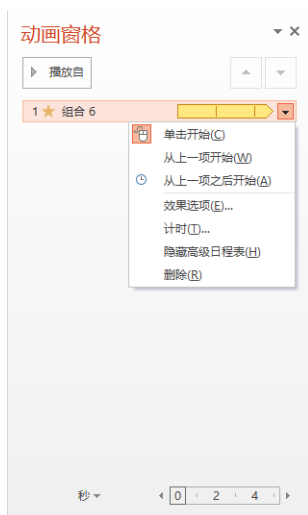 动画窗格
播放自
1 组合 6
单击开始(C)
从上一项开始(W)
从上一项之后开始(A)
效果选项(E)...
计时(T)...
隐藏高级日程表(H)
删除(R)
秒 0 2 4